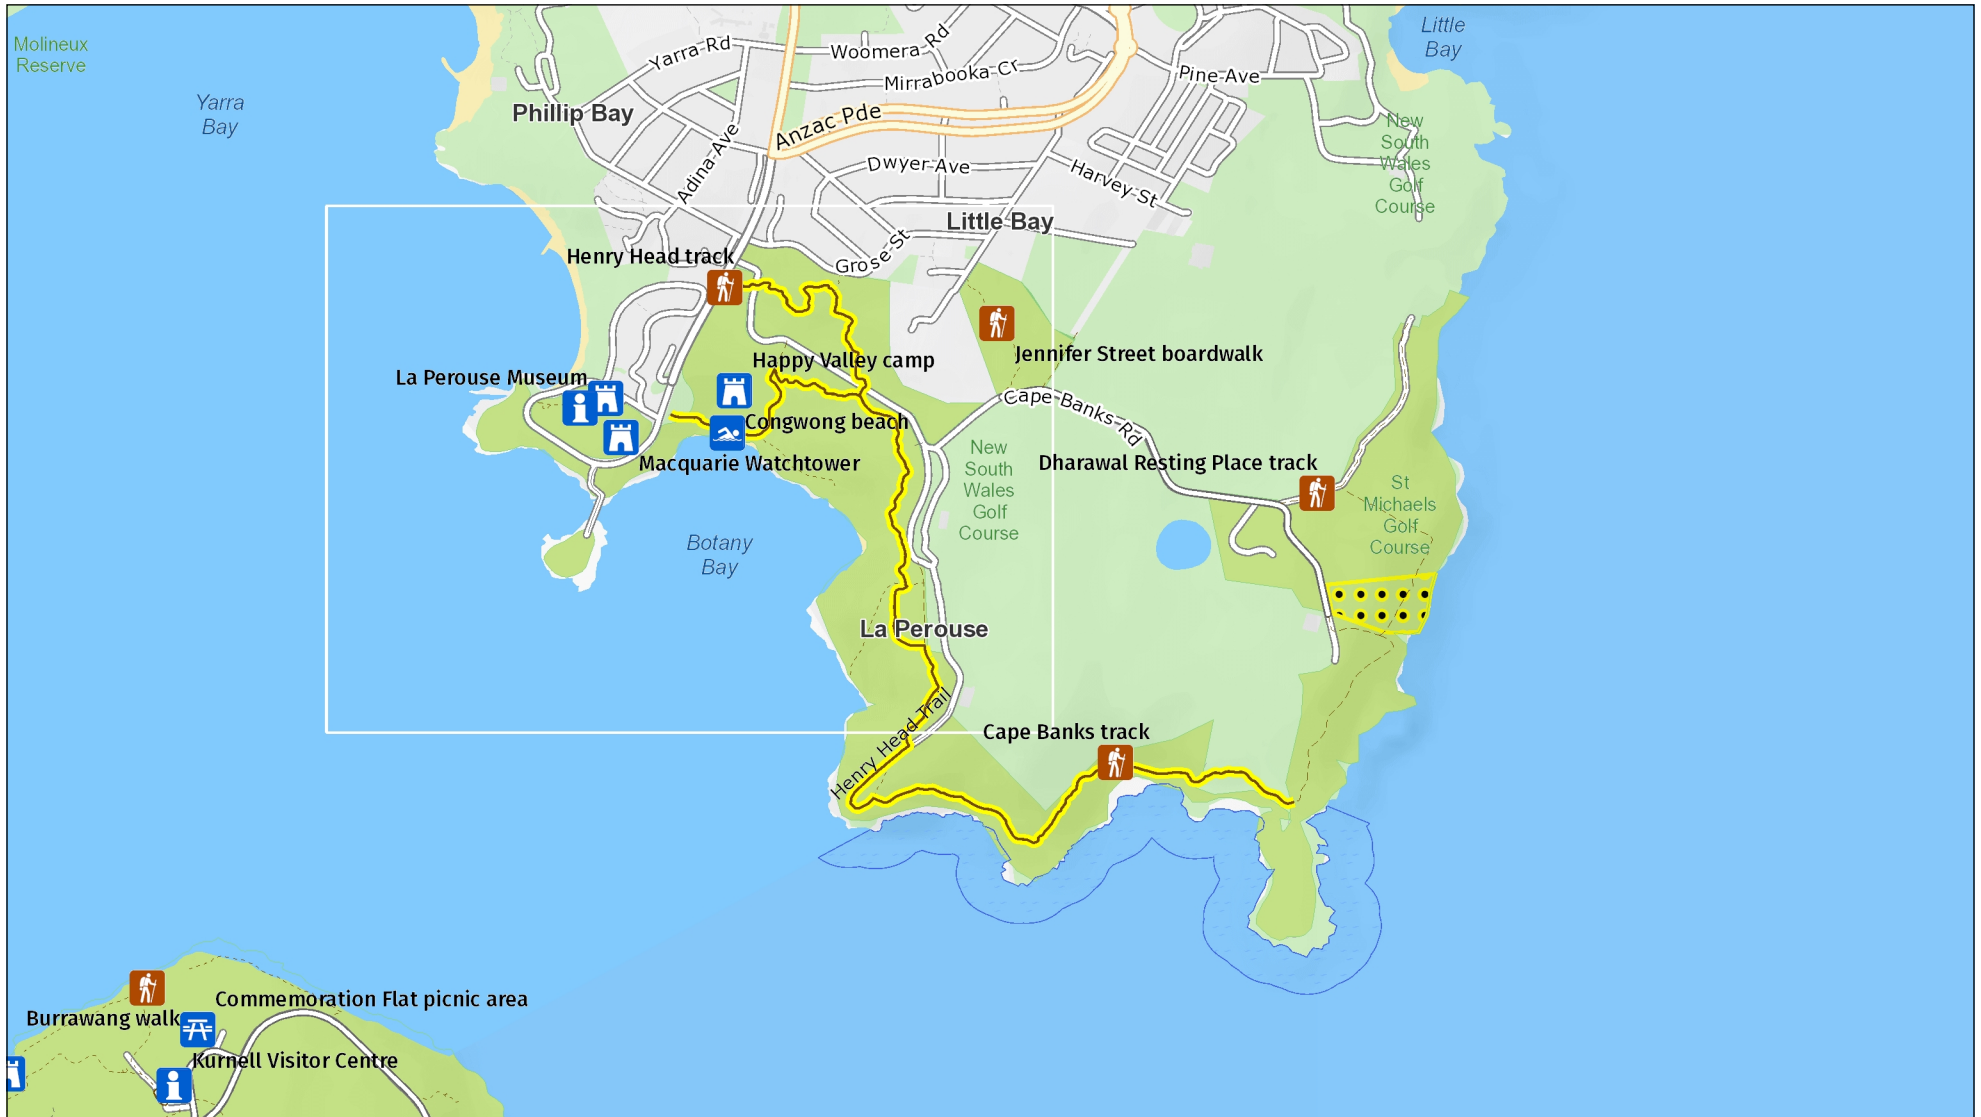 Molineux
Reserve
Yarra
Bay
Little
Bay
Yarra Rd
Woomera Rd
Mirrabooka Cr
Pine Ave
Phillip Bay
Anzac Pde
New
South
Wales
Golf
Course
Adina Ave
Dwyer Ave
Harvey St
Little Bay
Grose St
Henry Head track
Jennifer Street boardwalk
Happy Valley camp
La Perouse Museum
Cape Banks Rd
Congwong beach
Macquarie Watchtower
New
South
Wales
Golf
Course
Dharawal Resting Place track
St
Michaels
Golf
Course
Botany
Bay
La Perouse
Henry Head Trail
Cape Banks track
Commemoration Flat picnic area
Burrawang walk
Kurnell Visitor Centre